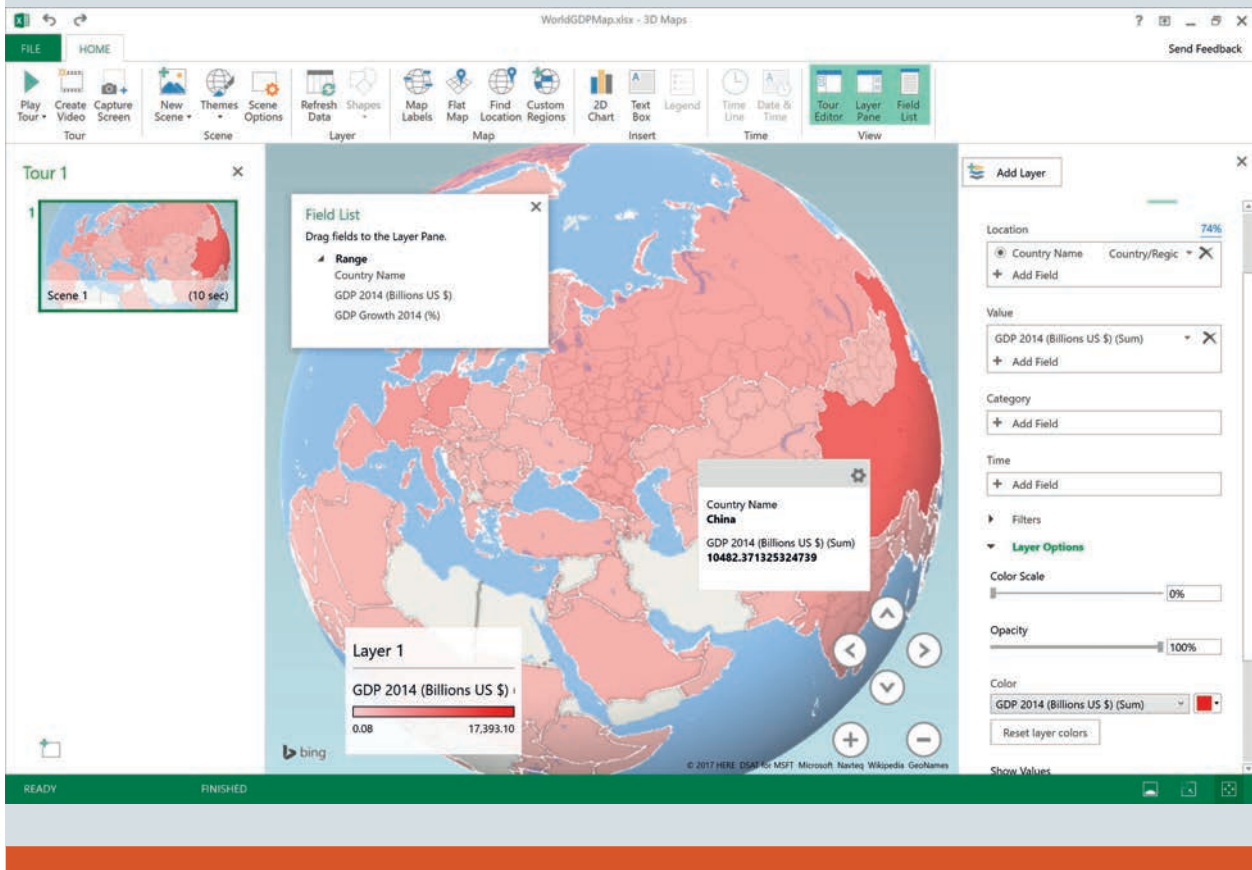 WorldGDPMap.xlsx - 3D Maps
?
FILE
HOME
Send Feedback
Play Tour
Create Video
Capture Screen
New Scene
Themes
Scene Options
Refresh Data
Shapes
Map Labels
Flat Map
Find Location
Custom Regions
2D Chart
Text Box
Legend
Time Line
Date & Time
Tour Editor
Layer Pane
Field List
Tour
Scene
Layer
Map
Insert
Time
View
Tour 1
1
Scene 1 (10 sec)
Field List
Drag fields to the Layer Pane.
Range
Country Name
GDP 2014 (Billions US $)
GDP Growth 2014 (%)
Country Name
China
GDP 2014 (Billions US $) (Sum)
10482.371325324739
Layer 1
GDP 2014 (Billions US $) (
0.08 17,393.10
bing
© 2017 HERE DSAT for MSFT Microsoft Navteq Wikipedia GeoNames
Add Layer
Location 74%
Country Name Country/Regic
+ Add Field
Value
GDP 2014 (Billions US $) (Sum)
+ Add Field
Category
+ Add Field
Time
+ Add Field
Filters
Layer Options
Color Scale
0%
Opacity
100%
Color
GDP 2014 (Billions US $) (Sum)
Reset layer colors
Show Values
READY FINISHED